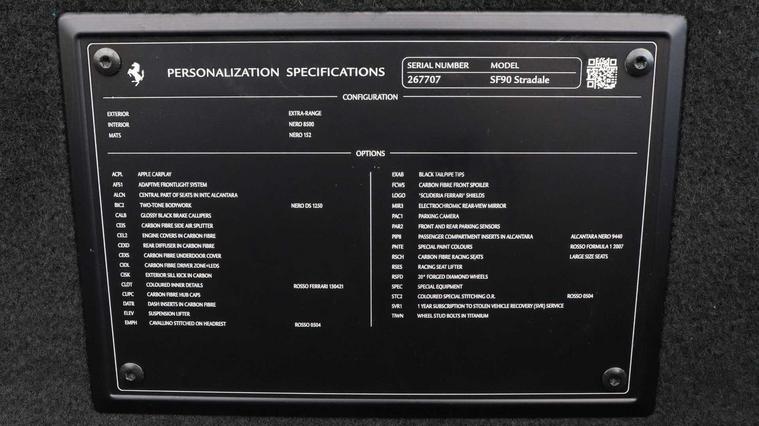 PERSONALIZATION SPECIFICATIONS
SERIAL NUMBER MODEL
267707 SF90 Stradale
CONFIGURATION
EXTERIOR EXTRA-RANGE
INTERIOR NERO 8500
MATS NERO 152
OPTIONS
ACPL APPLE CARPLAY
AFS1 ADAPTIVE FRONTLIGHT SYSTEM
ALCN CENTRAL PART OF SEATS IN INTC ALCANTARA
BIC2 TWO-TONE BODYWORK NERO DS 1250
CALB GLOSSY BLACK BRAKE CALLIPERS
CEIS CARBON FIBRE SIDE AIR SPLITTER
CEL2 ENGINE COVERS IN CARBON FIBRE
CEXD REAR DIFFUSER IN CARBON FIBRE
CEXS CARBON FIBRE UNDERDOOR COVER
CIDL CARBON FIBRE DRIVER ZONE+LEDS
CISK EXTERIOR SILL KICK IN CARBON
CLDT COLOURED INNER DETAILS ROSSO FERRARI 130421
CUPC CARBON FIBRE HUB CAPS
DATR DASH INSERTS IN CARBON FIBRE
ELEV SUSPENSION LIFTER
EMPH CAVALLINO STITCHED ON HEADREST ROSSO 0504
EXAB BLACK TAILPIPE TIPS
FCWS CARBON FIBRE FRONT SPOILER
LOGO "SCUDERIA FERRARI" SHIELDS
MIR3 ELECTROCHROMIC REAR-VIEW MIRROR
PAC1 PARKING CAMERA
PAR2 FRONT AND REAR PARKING SENSORS
PIP8 PASSENGER COMPARTMENT INSERTS IN ALCANTARA ALCANTARA NERO 9440
PNTE SPECIAL PAINT COLOURS ROSSO FORMULA 1 2007
RSCH CARBON FIBRE RACING SEATS LARGE SIZE SEATS
RSES RACING SEAT LIFTER
RSFD 20" FORGED DIAMOND WHEELS
SPEC SPECIAL EQUIPMENT
STC2 COLOURED SPECIAL STITCHING O.R. ROSSO 0504
SVR1 1 YEAR SUBSCRIPTION TO STOLEN VEHICLE RECOVERY (SVR) SERVICE
TIWN WHEEL STUD BOLTS IN TITANIUM